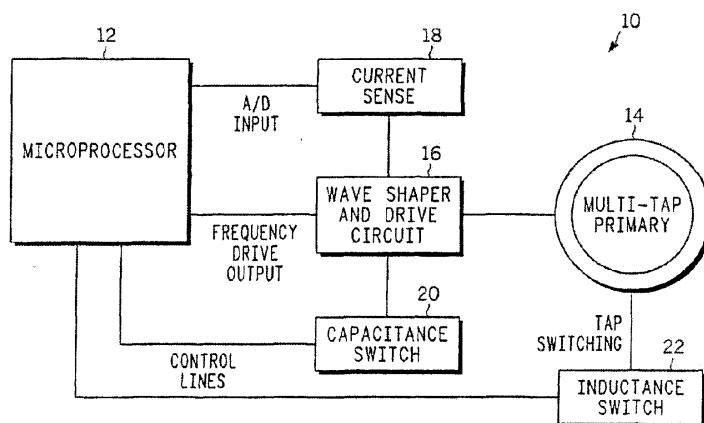 12
18
10
CURRENT
SENSE
A/D
INPUT
MICROPROCESSOR
14
16
WAVE SHAPER
AND DRIVE
CIRCUIT
MULTI-TAP
PRIMARY
FREQUENCY
DRIVE
OUTPUT
20
CAPACITANCE
SWITCH
TAP
SWITCHING
CONTROL
LINES
22
INDUCTANCE
SWITCH